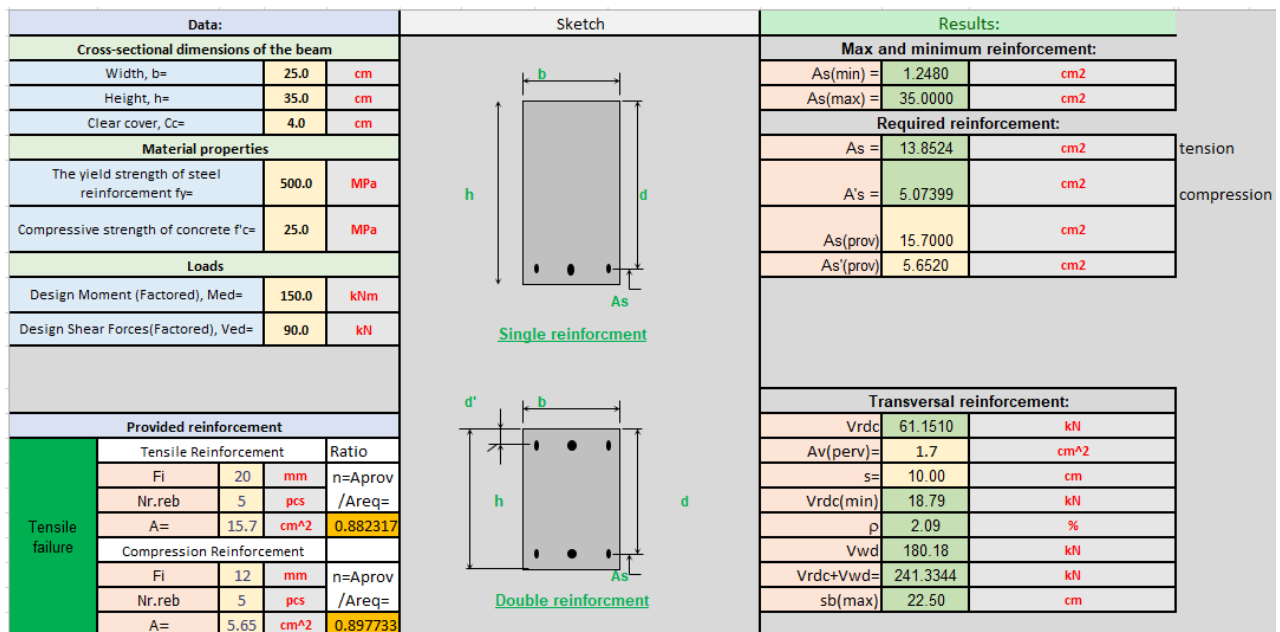 Data:
Cross-sectional dimensions of the beam
Width, b= 25.0 cm
Height, h= 35.0 cm
Clear cover, Cc= 4.0 cm
Material properties
The yield strength of steel
reinforcement fy= 500.0 MPa
Compressive strength of concrete f'c= 25.0 MPa
Loads
Design Moment (Factored), Med= 150.0 kNm
Design Shear Forces(Factored), Ved= 90.0 kN
Provided reinforcement
Tensile Reinforcement Ratio
Fi 20 mm n=Aprov
Nr.reb 5 pcs /Areq=
A= 15.7 cm^2 0.882317
Tensile
failure
Compression Reinforcement
Fi 12 mm n=Aprov
Nr.reb 5 pcs /Areq=
A= 5.65 cm^2 0.897733
Sketch
b
h
d
As
Single reinforcment
d'
b
h
d
As
Double reinforcment
Results:
Max and minimum reinforcement:
As(min) = 1.2480 cm2
As(max) = 35.0000 cm2
Required reinforcement:
As = 13.8524 cm2 tension
A's = 5.07399 cm2 compression
As(prov) 15.7000 cm2
As'(prov) 5.6520 cm2
Transversal reinforcement:
Vrdc 61.1510 kN
Av(perv)= 1.7 cm^2
s= 10.00 cm
Vrdc(min) 18.79 kN
ρ 2.09 %
Vwd 180.18 kN
Vrdc+Vwd= 241.3344 kN
sb(max) 22.50 cm